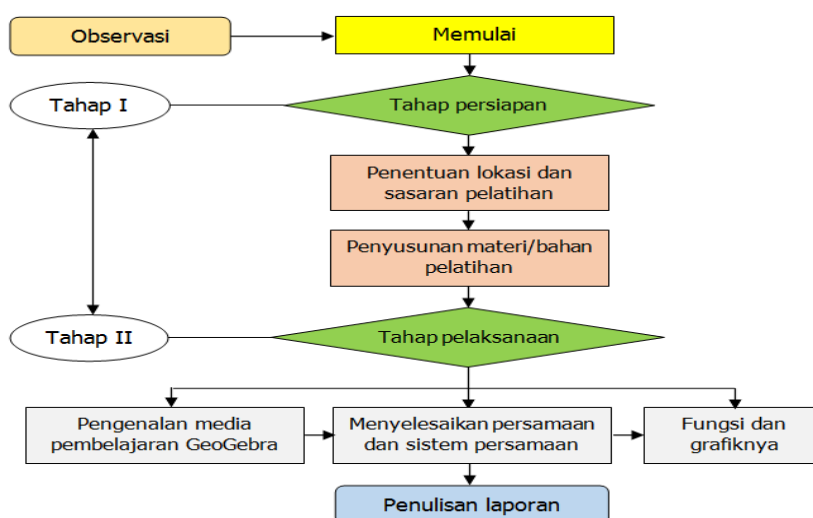 Observasi
Memulai
Tahap I
Tahap persiapan
Penentuan lokasi dan
sasaran pelatihan
Penyusunan materi/bahan
pelatihan
Tahap II
Tahap pelaksanaan
Pengenalan media
pembelajaran GeoGebra
Menyelesaikan persamaan
dan sistem persamaan
Fungsi dan
grafiknya
Penulisan laporan